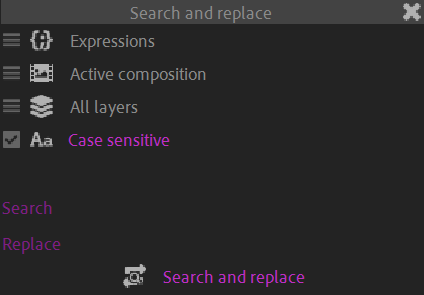 Search and replace
Expressions
Active composition
All layers
Aa Case sensitive
Search
Replace
Search and replace